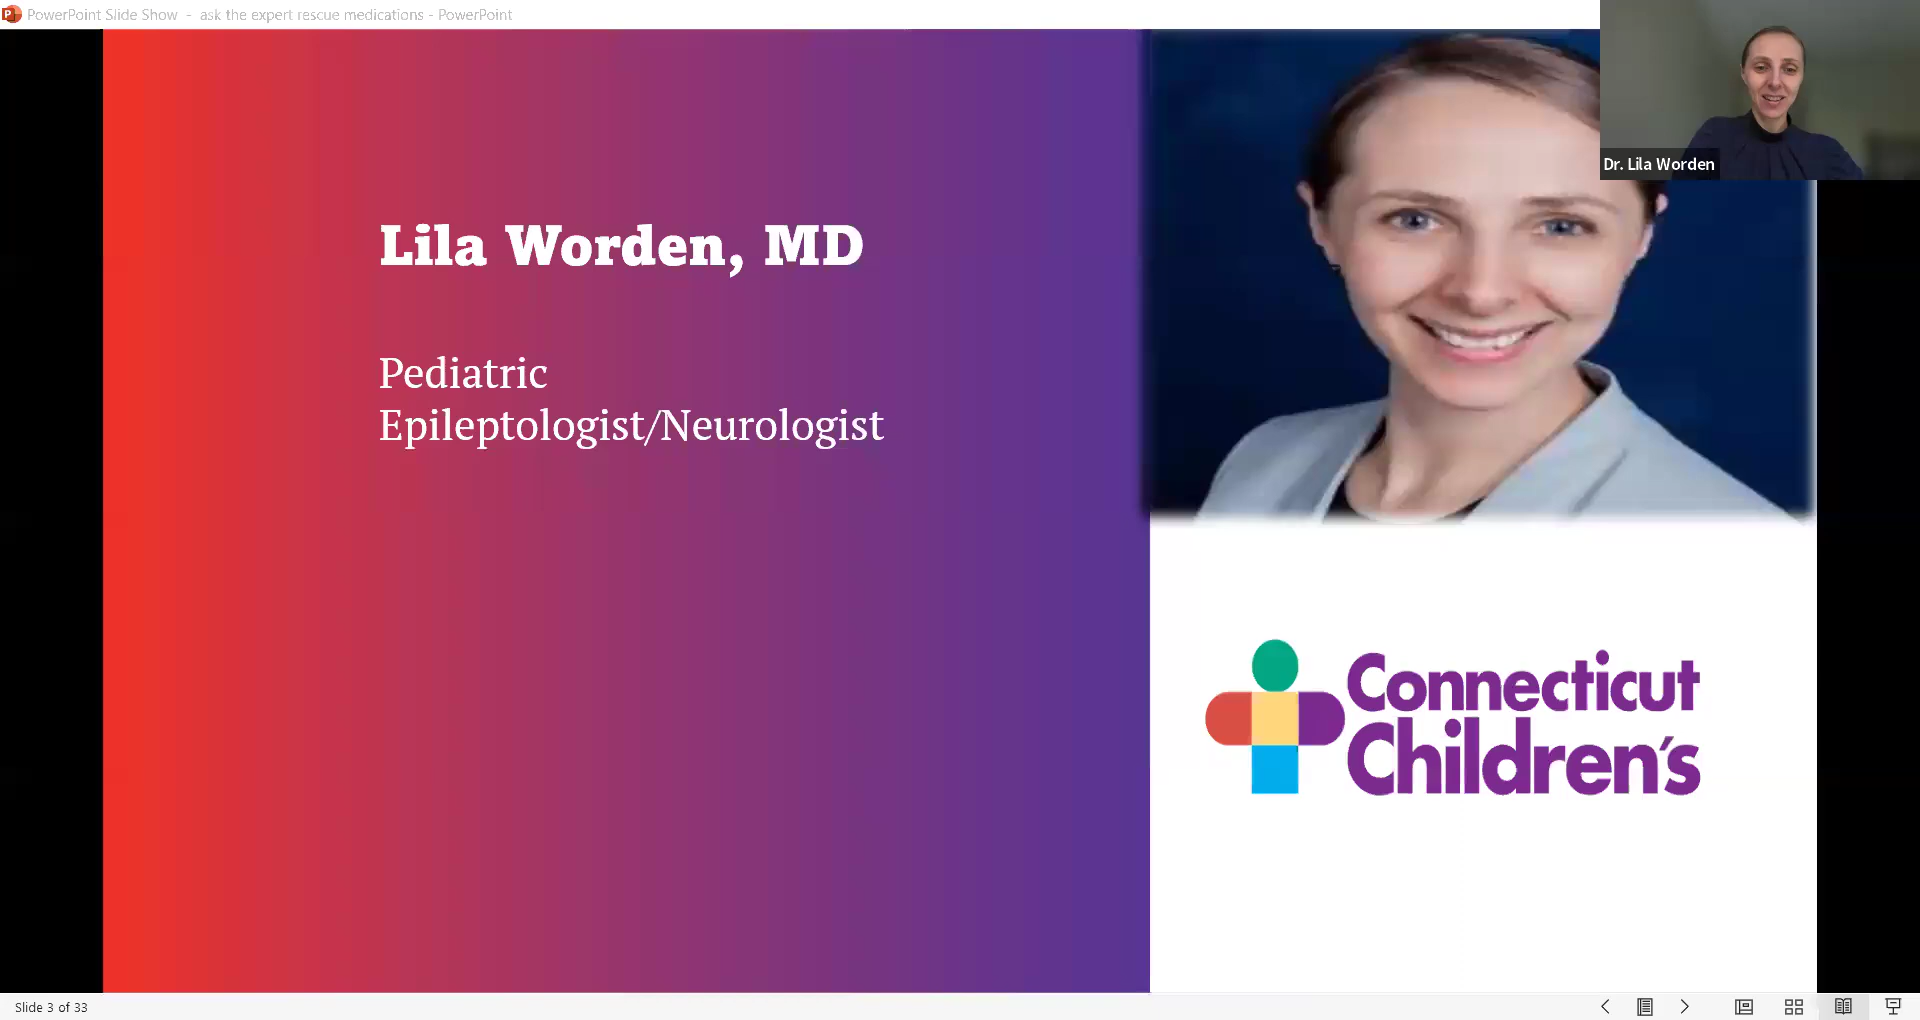 PowerPoint Slide Show - ask the expert rescue medications - PowerPoint
Dr. Lila Worden
Lila Worden, MD
Pediatric
Epileptologist/Neurologist
Connecticut
Children's
Slide 3 of 33